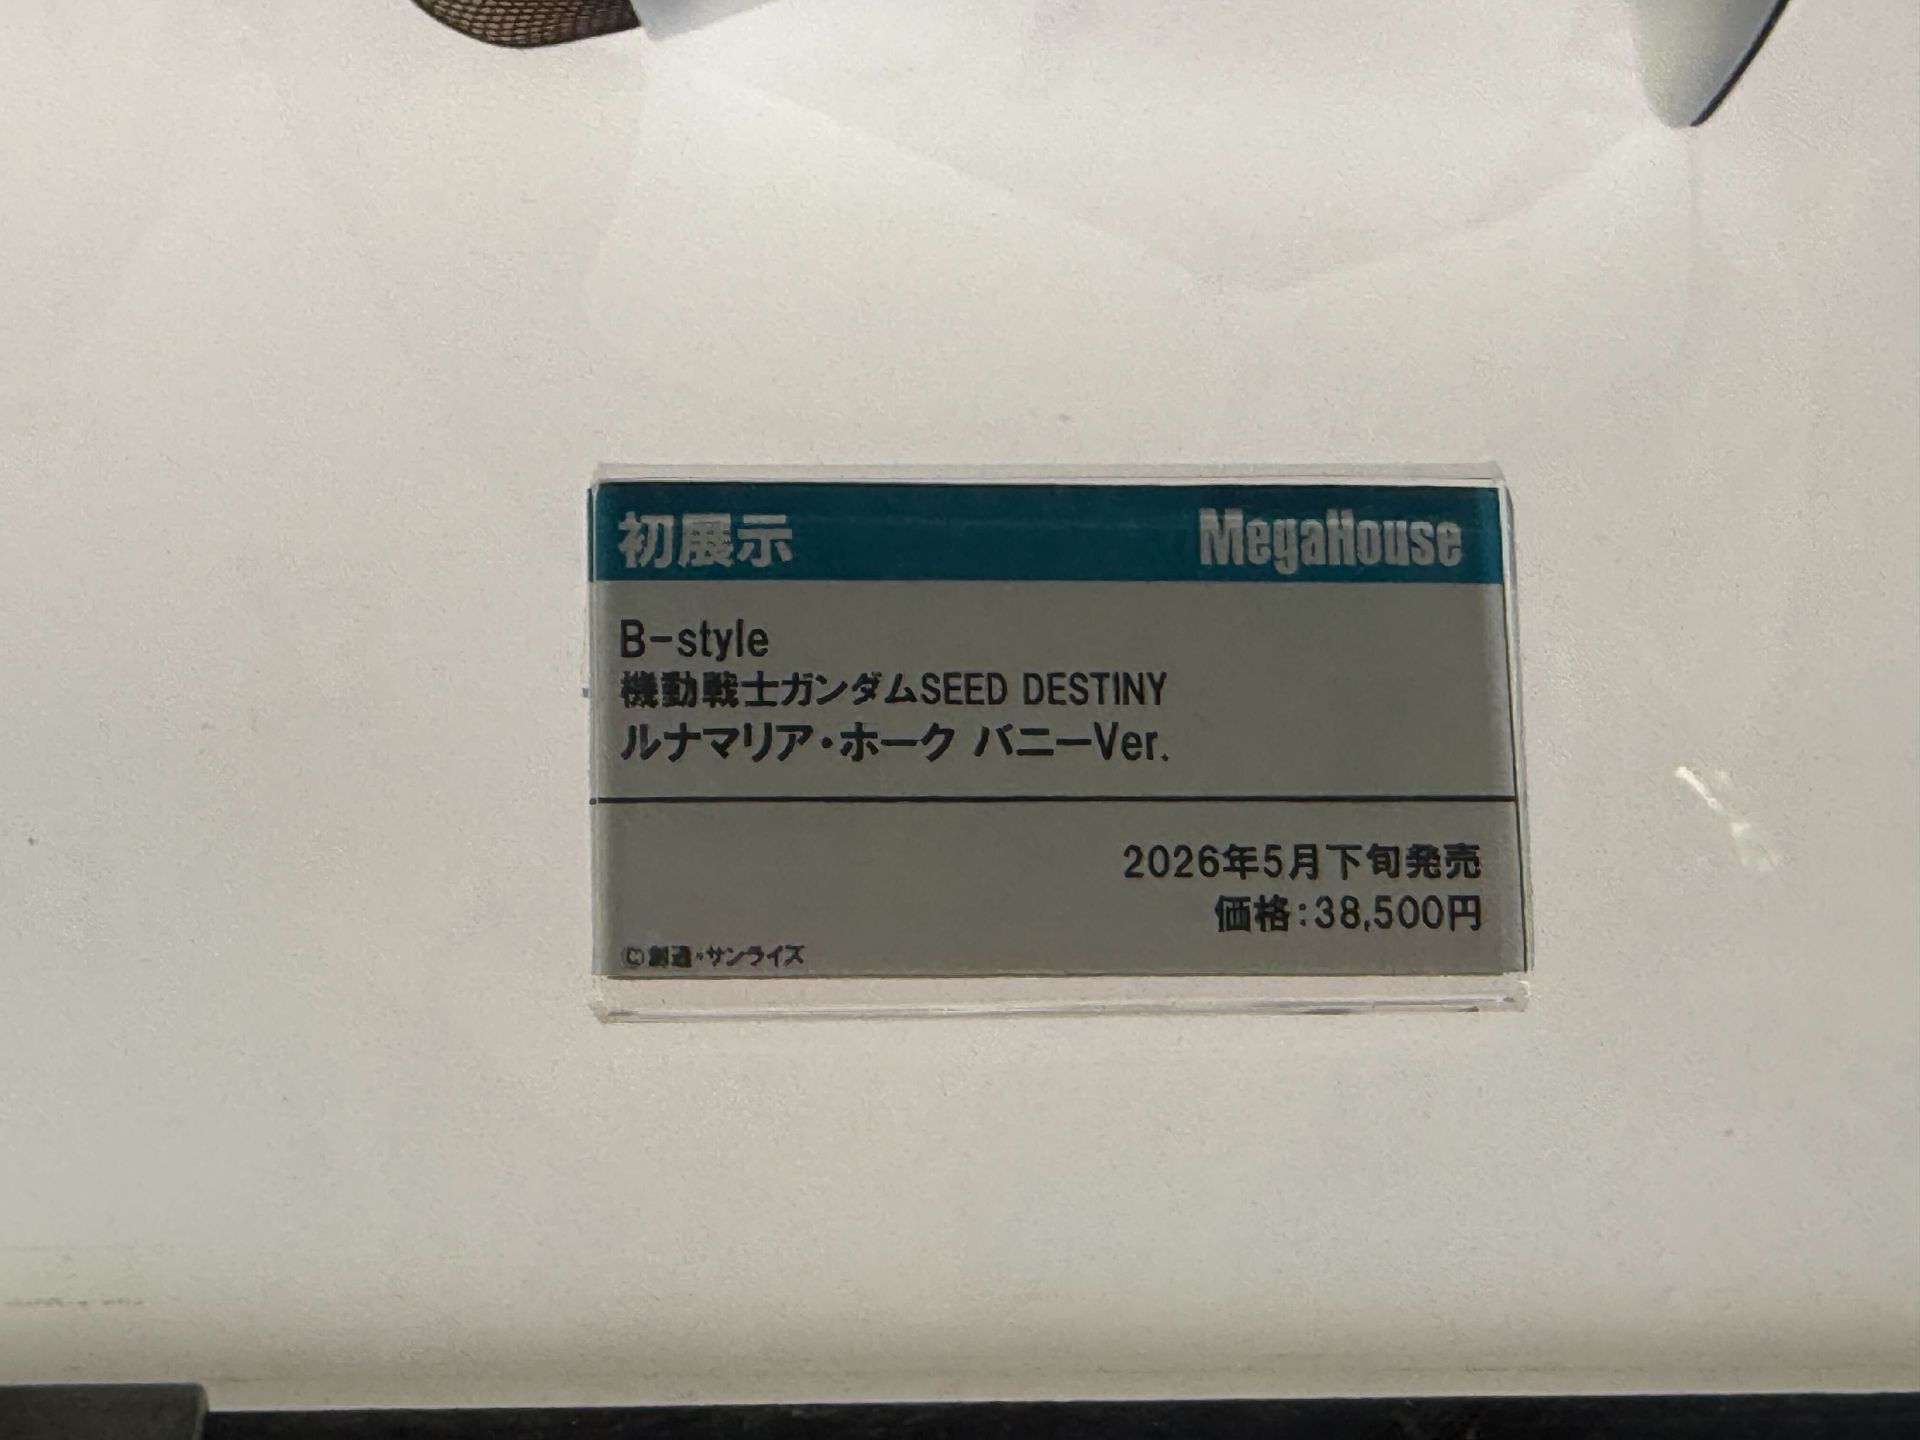 初展示 MegaHouse
B-style
機動戦士ガンダムSEED DESTINY
ルナマリア・ホーク バニーVer.
2026年5月下旬発売
価格:38,500円
©創通・サンライズ